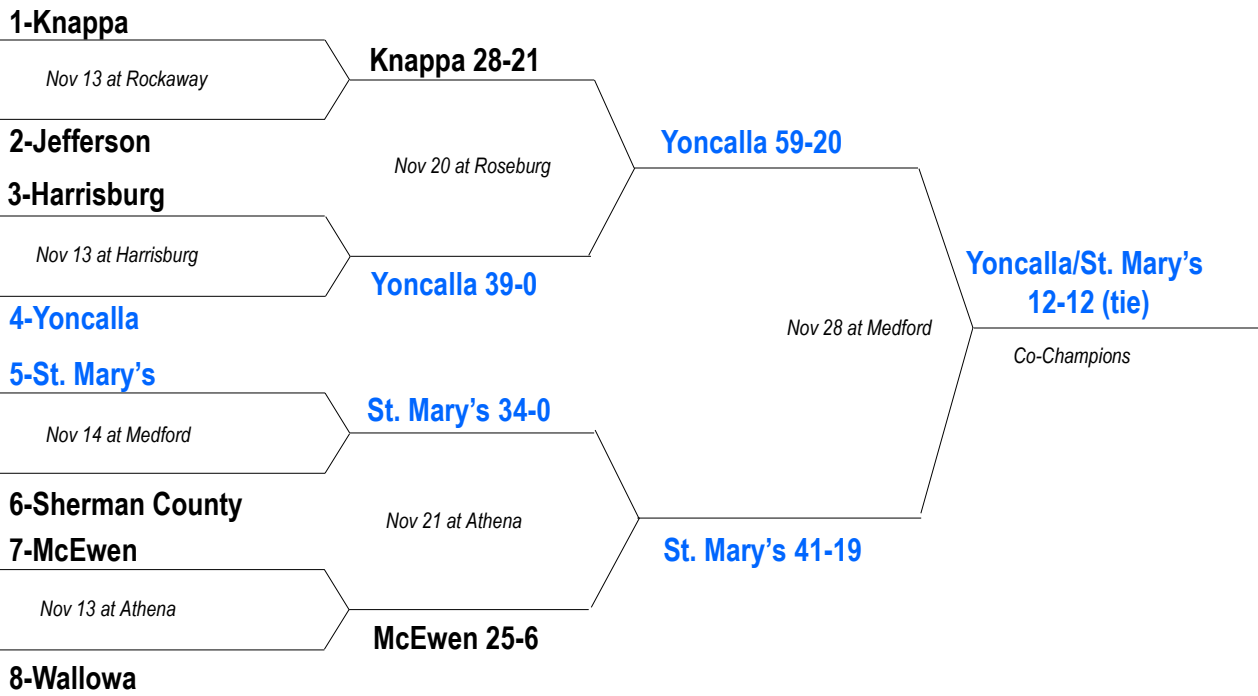 1-Knappa
Nov 13 at Rockaway
2-Jefferson
Knappa 28-21
Nov 20 at Roseburg
3-Harrisburg
Nov 13 at Harrisburg
4-Yoncalla
Yoncalla 39-0
Yoncalla 59-20
5-St. Mary’s
Nov 14 at Medford
6-Sherman County
St. Mary’s 34-0
Nov 21 at Athena
7-McEwen
Nov 13 at Athena
8-Wallowa
McEwen 25-6
St. Mary’s 41-19
Nov 28 at Medford
Yoncalla/St. Mary’s
12-12 (tie)
Co-Champions